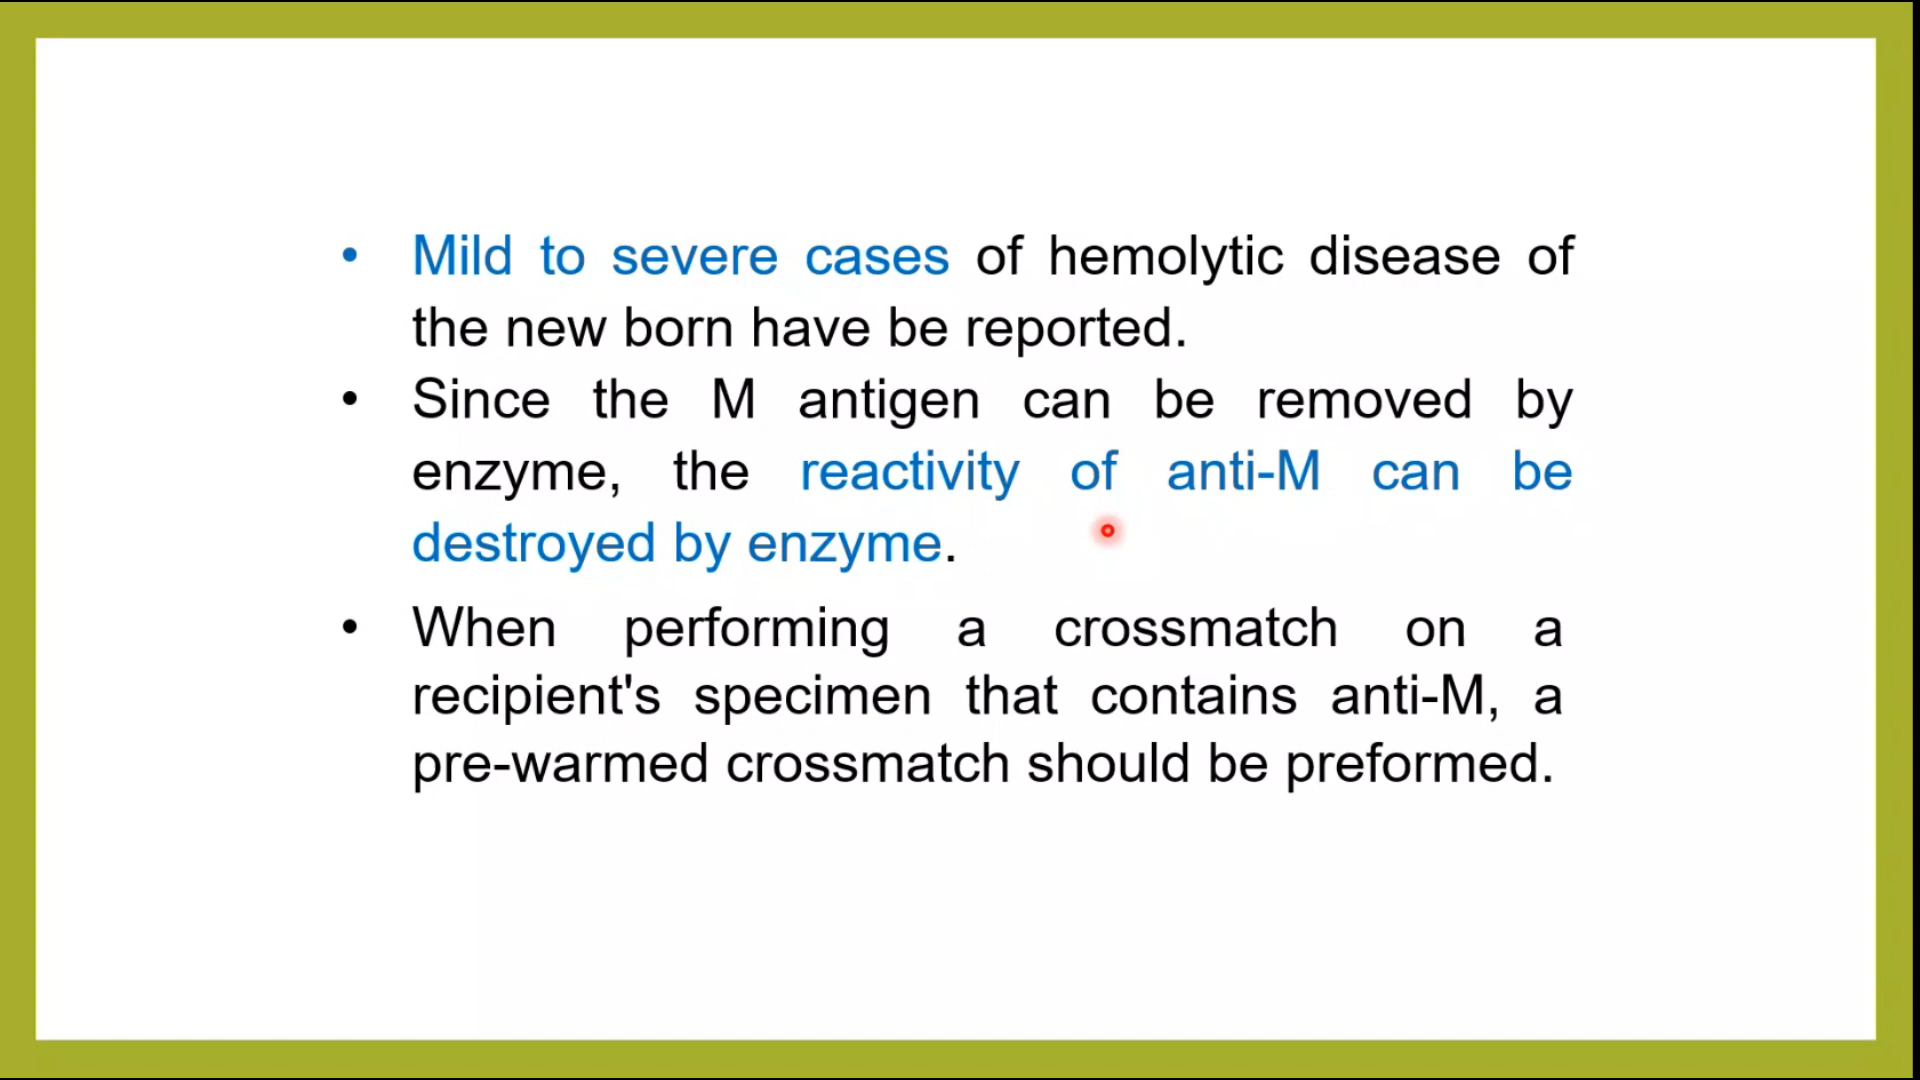 • Mild to severe cases of hemolytic disease of
the new born have be reported.
• Since the M antigen can be removed by
enzyme, the reactivity of anti-M can be
destroyed by enzyme.
• When performing a crossmatch on a
recipient's specimen that contains anti-M, a
pre-warmed crossmatch should be preformed.